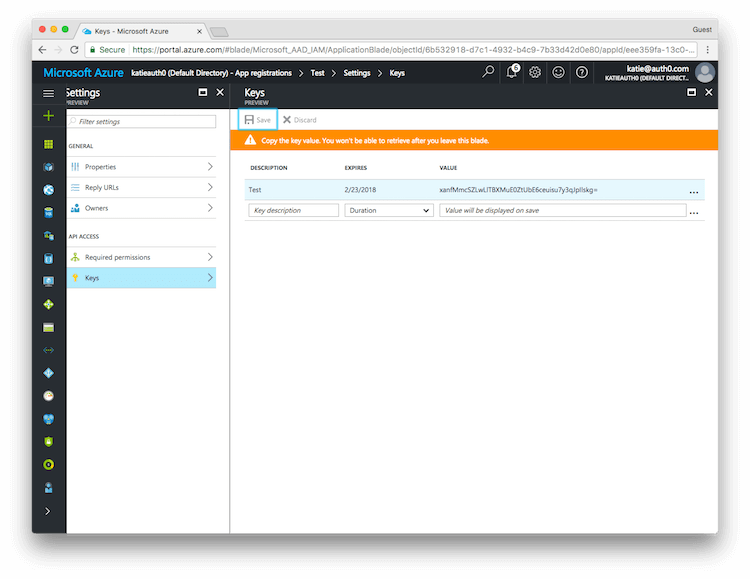 Keys - Microsoft Azure
Guest
Secure https://portal.azure.com/#blade/Microsoft_AAD_IAM/ApplicationBlade/objectId/6b532918-d7c1-4932-b4c9-7b33d42d0e80/appId/eee359fa-13c0-...
Microsoft Azure katieauth0 (Default Directory) - App registrations Test Settings Keys
6
katie@auth0.com
KATIEAUTH0 (DEFAULT DIRECT...
Settings
PREVIEW
Filter settings
GENERAL
Properties
Reply URLs
Owners
API ACCESS
Required permissions
Keys
Keys
PREVIEW
Save Discard
Copy the key value. You won't be able to retrieve after you leave this blade.
DESCRIPTION EXPIRES VALUE
Test 2/23/2018
Key description Duration Value will be displayed on save